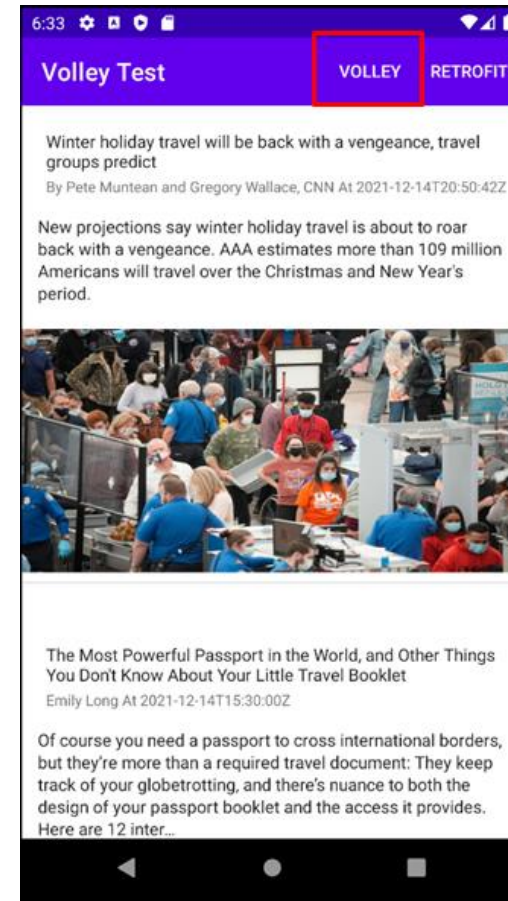 6:33
Volley Test
VOLLEY
RETROFIT
Winter holiday travel will be back with a vengeance, travel
groups predict
By Pete Muntean and Gregory Wallace, CNN At 2021-12-14T20:50:42Z
New projections say winter holiday travel is about to roar
back with a vengeance. AAA estimates more than 109 million
Americans will travel over the Christmas and New Year's
period.
The Most Powerful Passport in the World, and Other Things
You Don't Know About Your Little Travel Booklet
Emily Long At 2021-12-14T15:30:00Z
Of course you need a passport to cross international borders,
but they're more than a required travel document: They keep
track of your globetrotting, and there's nuance to both the
design of your passport booklet and the access it provides.
Here are 12 inter…